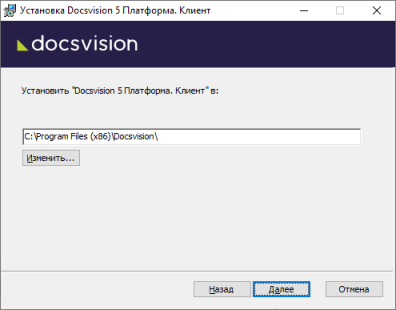 Установка Docsvision 5 Платформа. Клиент
docsvision
Установить "Docsvision 5 Платформа. Клиент" в:
C:\Program Files (x86)\Docsvision\
Изменить...
Назад
Далее
Отмена